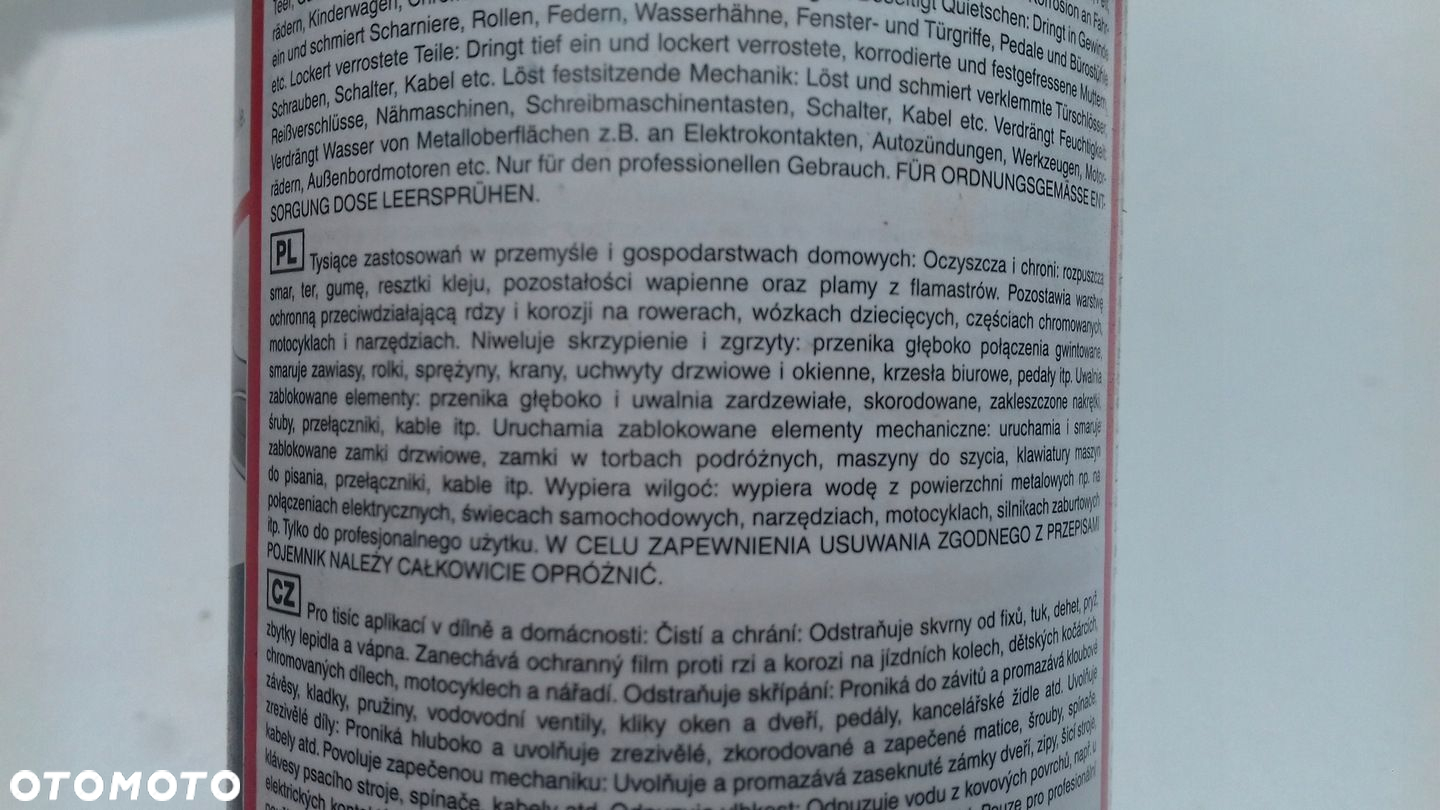 Teer,
rädern, Kinderwagen, Quietschen: Dringt in Gewinde
ein und schmiert Scharniere, Rollen, Federn, Wasserhähne, Fenster- und Türgriffe, Pedale und Bürostühle
etc. Lockert verrostete Teile: Dringt tief ein und lockert verrostete, korrodierte und festgefressene Muttern,
Schrauben, Schalter, Kabel etc. Löst festsitzende Mechanik: Löst und schmiert verklemmte Türschlösser,
Reißverschlüsse, Nähmaschinen, Schreibmaschinentasten, Schalter, Kabel etc. Verdrängt Feuchtigkeit:
Verdrängt Wasser von Metalloberflächen z.B. an Elektrokontakten, Autozündungen, Werkzeugen, Motor-
rädern, Außenbordmotoren etc. Nur für den professionellen Gebrauch. FÜR ORDNUNGSGEMÄSSE ENT-
SORGUNG DOSE LEERSPRÜHEN.
PL Tysiące zastosowań w przemyśle i gospodarstwach domowych: Oczyszcza i chroni: rozpuszcza
smar, ter, gumę, resztki kleju, pozostałości wapienne oraz plamy z flamastrów. Pozostawia warstwę
ochronną przeciwdziałającą rdzy i korozji na rowerach, wózkach dziecięcych, częściach chromowanych,
motocyklach i narzędziach. Niweluje skrzypienie i zgrzyty: przenika głęboko połączenia gwintowane,
smaruje zawiasy, rolki, sprężyny, krany, uchwyty drzwiowe i okienne, krzesła biurowe, pedały itp. Uwalnia
zablokowane elementy: przenika głęboko i uwalnia zardzewiałe, skorodowane, zakleszczone nakrętki,
śruby, przełączniki, kable itp. Uruchamia zablokowane elementy mechaniczne: uruchamia i smaruje
zablokowane zamki drzwiowe, zamki w torbach podróżnych, maszyny do szycia, klawiatury maszyn
do pisania, przełączniki, kable itp. Wypiera wilgoć: wypiera wodę z powierzchni metalowych np. na
połączeniach elektrycznych, świecach samochodowych, narzędziach, motocyklach, silnikach zaburtowych
itp. Tylko do profesjonalnego użytku. W CELU ZAPEWNIENIA USUWANIA ZGODNEGO Z PRZEPISAMI
POJEMNIK NALEŻY CAŁKOWICIE OPRÓŻNIĆ.
CZ Pro tisíc aplikací v dílně a domácnosti: Čistí a chrání: Odstraňuje skvrny od fixů, tuk, dehet, pryž,
zbytky lepidla a vápna. Zanechává ochranný film proti rzi a korozi na jízdních kolech, dětských kočárcích,
chromovaných dílech, motocyklech a nářadí. Odstraňuje skřípání: Proniká do závitů a promazává kloubové
závěsy, kladky, pružiny, vodovodní ventily, kliky oken a dveří, pedály, kancelářské židle atd. Uvolňuje
zrezivělé díly: Proniká hluboko a uvolňuje zrezivělé, zkorodované a zapečené matice, šrouby, spínače,
kabely atd. Povoluje zapečenou mechaniku: Uvolňuje a promazává zaseknuté zámky dveří, zipy, šicí stroje,
klávesy psacího stroje, spínače, kabely atd. Odpuzuje vodu z kovových povrchů, např. u
elektrických Pouze pro profesionální
OTOMOTO